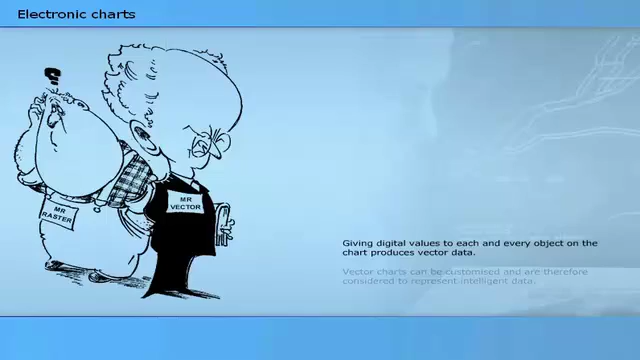 Electronic charts
?
MR
RASTER
MR
VECTOR
Giving digital values to each and every object on the
chart produces vector data.
Vector charts can be customised and are therefore
considered to represent intelligent data.